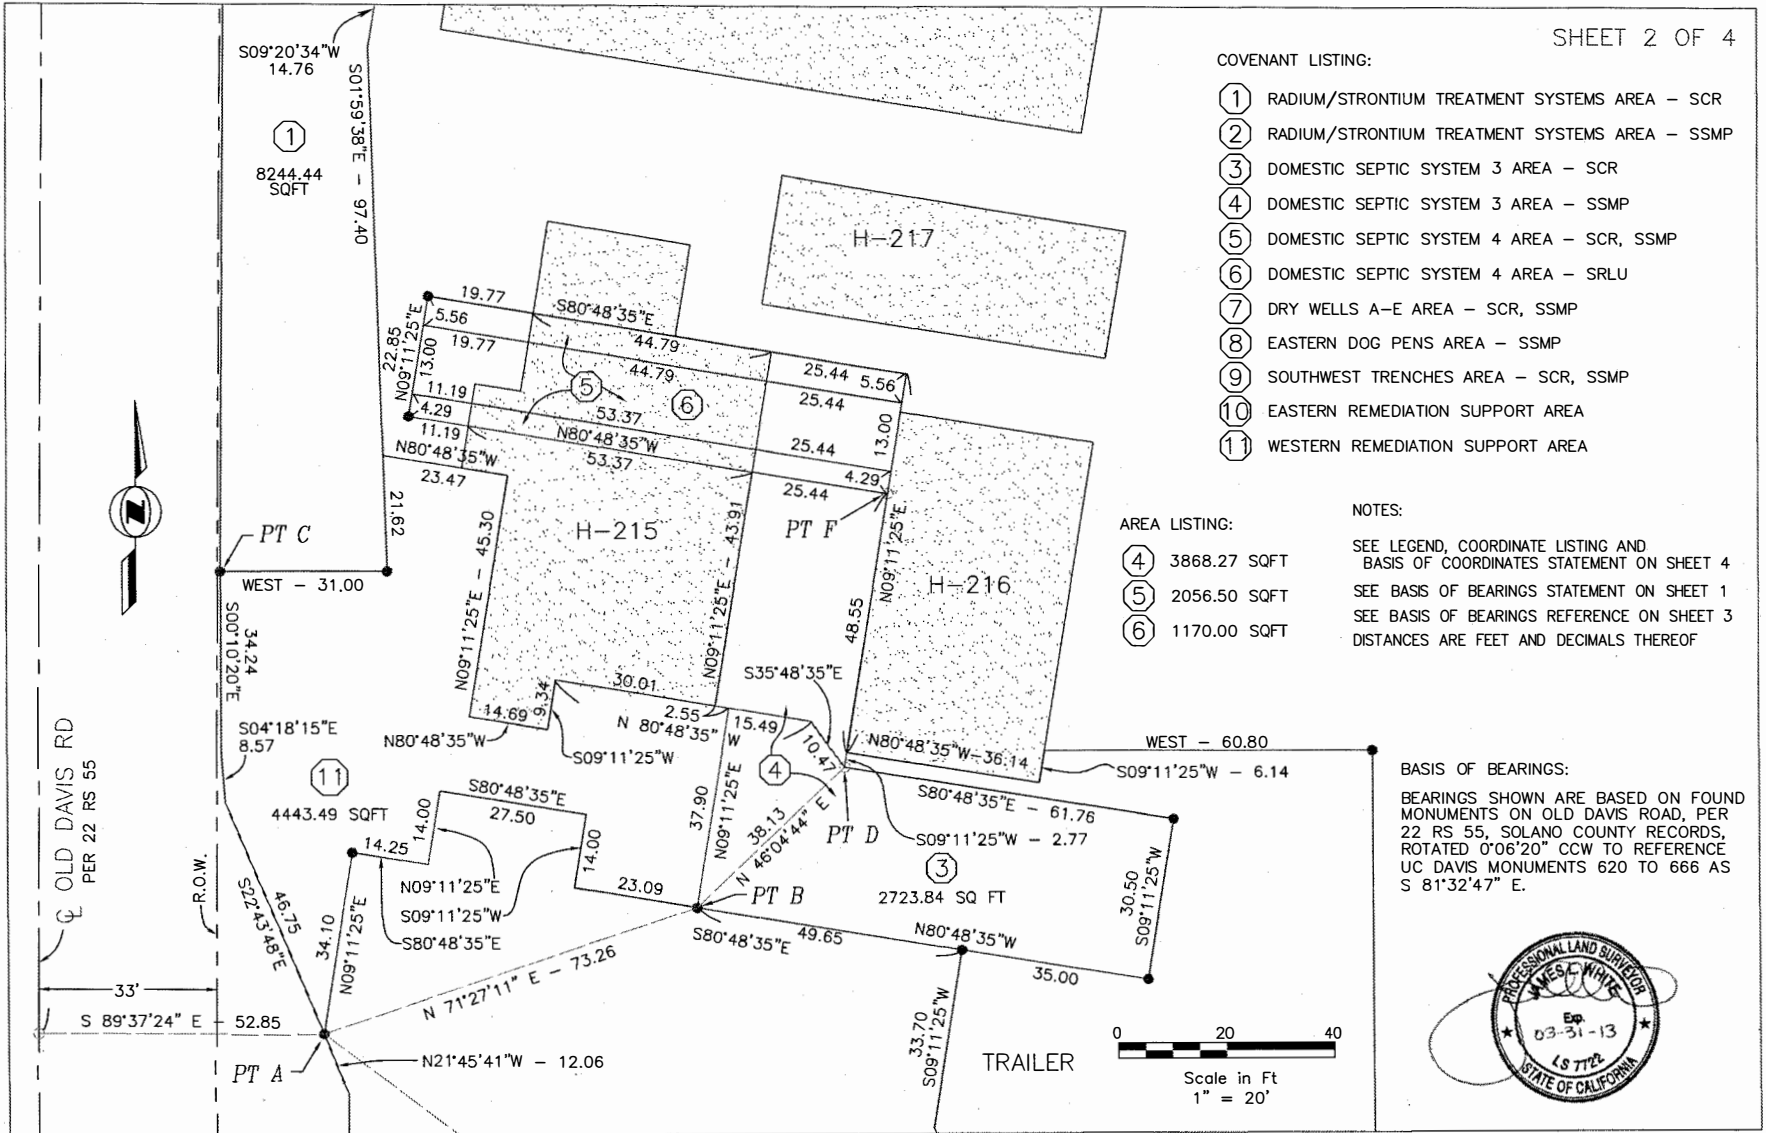 SHEET 2 OF 4
COVENANT LISTING:
1 RADIUM/STRONTIUM TREATMENT SYSTEMS AREA – SCR
2 RADIUM/STRONTIUM TREATMENT SYSTEMS AREA – SSMP
3 DOMESTIC SEPTIC SYSTEM 3 AREA – SCR
4 DOMESTIC SEPTIC SYSTEM 3 AREA – SSMP
5 DOMESTIC SEPTIC SYSTEM 4 AREA – SCR, SSMP
6 DOMESTIC SEPTIC SYSTEM 4 AREA – SRLU
7 DRY WELLS A–E AREA – SCR, SSMP
8 EASTERN DOG PENS AREA – SSMP
9 SOUTHWEST TRENCHES AREA – SCR, SSMP
10 EASTERN REMEDIATION SUPPORT AREA
11 WESTERN REMEDIATION SUPPORT AREA
AREA LISTING:
4 3868.27 SQFT
5 2056.50 SQFT
6 1170.00 SQFT
NOTES:
SEE LEGEND, COORDINATE LISTING AND
BASIS OF COORDINATES STATEMENT ON SHEET 4
SEE BASIS OF BEARINGS STATEMENT ON SHEET 1
SEE BASIS OF BEARINGS REFERENCE ON SHEET 3
DISTANCES ARE FEET AND DECIMALS THEREOF
BASIS OF BEARINGS:
BEARINGS SHOWN ARE BASED ON FOUND
MONUMENTS ON OLD DAVIS ROAD, PER
22 RS 55, SOLANO COUNTY RECORDS,
ROTATED 0°06'20" CCW TO REFERENCE
UC DAVIS MONUMENTS 620 TO 666 AS
S 81°32'47" E.
PROFESSIONAL LAND SURVEYOR
JAMES L. WHITE
Exp.
03-31-13
LS 7722
STATE OF CALIFORNIA
S09°20'34"W
14.76
1
8244.44
SQFT
S01°59'38"E – 97.40
H–217
19.77
S80°48'35"E
44.79
25.44
5.56
5.56
19.77
44.79
25.44
22.85
N09°11'25"E
13.00
5
6
13.00
11.19
53.37
25.44
4.29
4.29
11.19
N80°48'35"W
53.37
25.44
N80°48'35"W
23.47
21.62
PT C
WEST – 31.00
N
H–215
PT F
H–216
N09°11'25"E – 45.30
N09°11'25"E – 43.91
N09°11'25"E
48.55
34.24
S00°10'20"E
S04°18'15"E
8.57
℄ OLD DAVIS RD
PER 22 RS 55
R.O.W.
33'
30.01
9.34
14.69
N80°48'35"W
S09°11'25"W
2.55
N 80°48'35" W
15.49
S35°48'35"E
10.47
4
N80°48'35"W–36.14
WEST – 60.80
S09°11'25"W – 6.14
S80°48'35"E – 61.76
S09°11'25"W – 2.77
PT D
3
2723.84 SQ FT
30.50
S09°11'25"W
11
4443.49 SQFT
S80°48'35"E
27.50
14.00
14.00
14.25
N09°11'25"E
S09°11'25"W
S80°48'35"E
23.09
37.90
N09°11'25"E
38.13
N 46°04'44" E
PT B
S80°48'35"E
49.65
N80°48'35"W
35.00
46.75
S22°43'48"E
34.10
N09°11'25"E
N 71°27'11" E – 73.26
S 89°37'24" E – 52.85
PT A
N21°45'41"W – 12.06
33.70
S09°11'25"W
TRAILER
0 20 40
Scale in Ft
1" = 20'